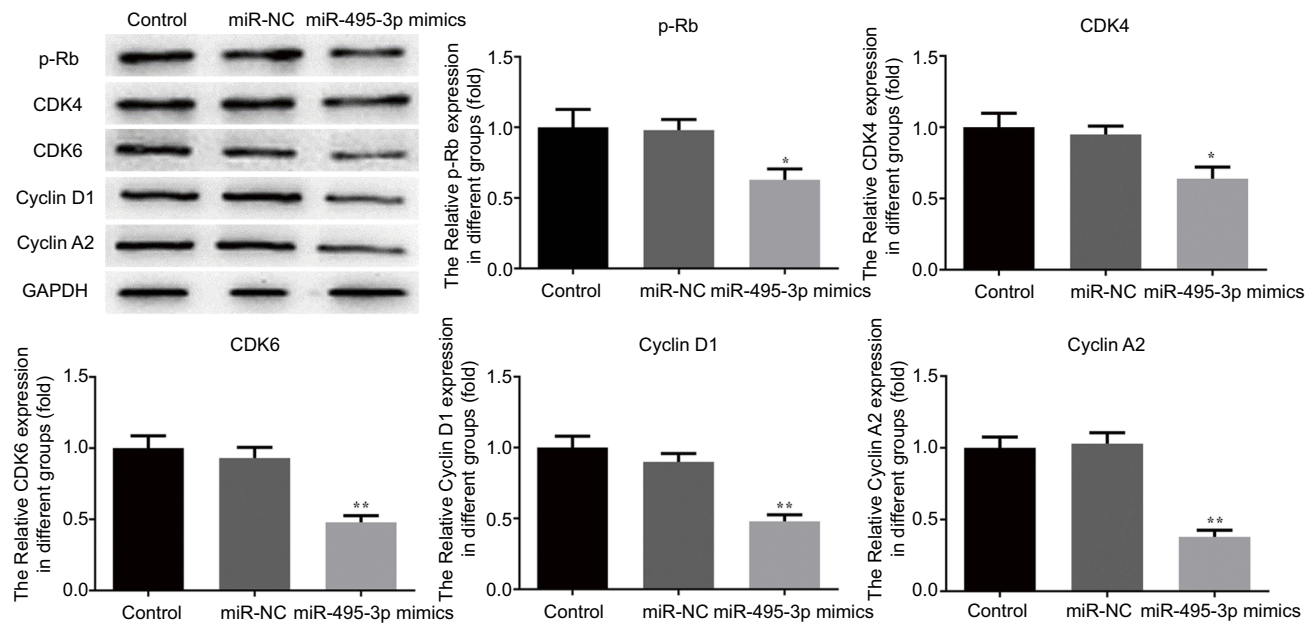 Control miR-NC miR-495-3p mimics
p-Rb
CDK4
CDK6
Cyclin D1
Cyclin A2
GAPDH
p-Rb
The Relative p-Rb expression
in different groups (fold)
1.5
1.0
0.5
0.0
*
Control miR-NC miR-495-3p mimics
CDK4
The Relative CDK4 expression
in different groups (fold)
1.5
1.0
0.5
0.0
*
Control miR-NC miR-495-3p mimics
CDK6
The Relative CDK6 expression
in different groups (fold)
1.5
1.0
0.5
0.0
**
Control miR-NC miR-495-3p mimics
Cyclin D1
The Relative Cyclin D1 expression
in different groups (fold)
1.5
1.0
0.5
0.0
**
Control miR-NC miR-495-3p mimics
Cyclin A2
The Relative Cyclin A2 expression
in different groups (fold)
1.5
1.0
0.5
0.0
**
Control miR-NC miR-495-3p mimics